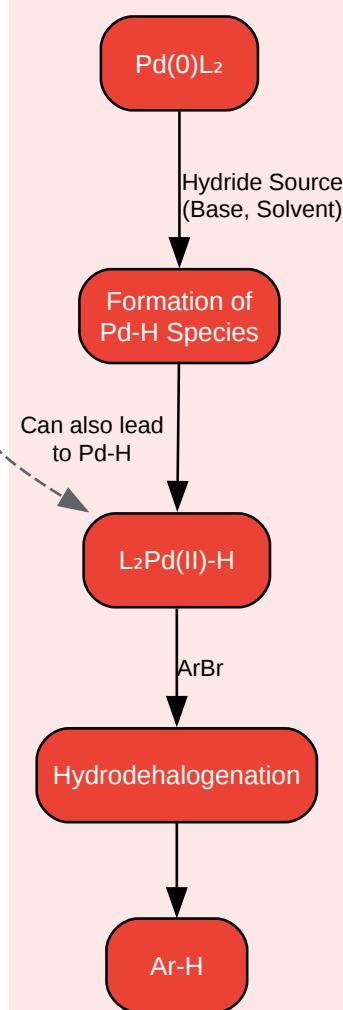 Pd(0)L₂
Hydride Source
(Base, Solvent)
Formation of
Pd-H Species
Can also lead
to Pd-H
L₂Pd(II)-H
ArBr
Hydrodehalogenation
Ar-H